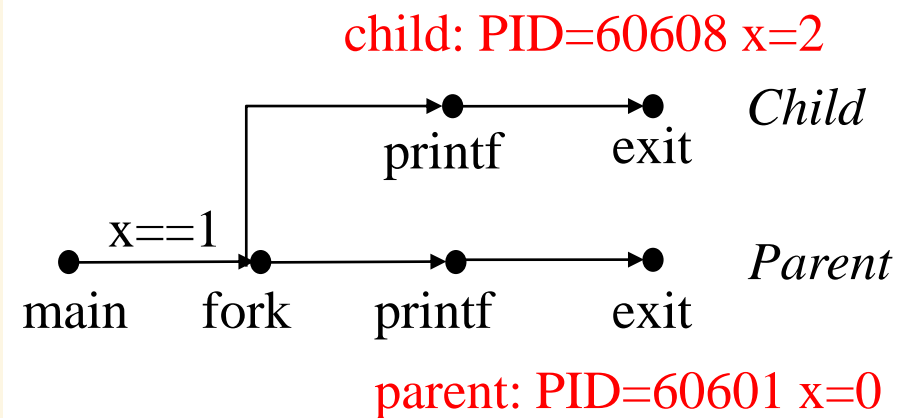 child: PID=60608 x=2
Child
printf exit
x==1
Parent
main fork printf exit
parent: PID=60601 x=0